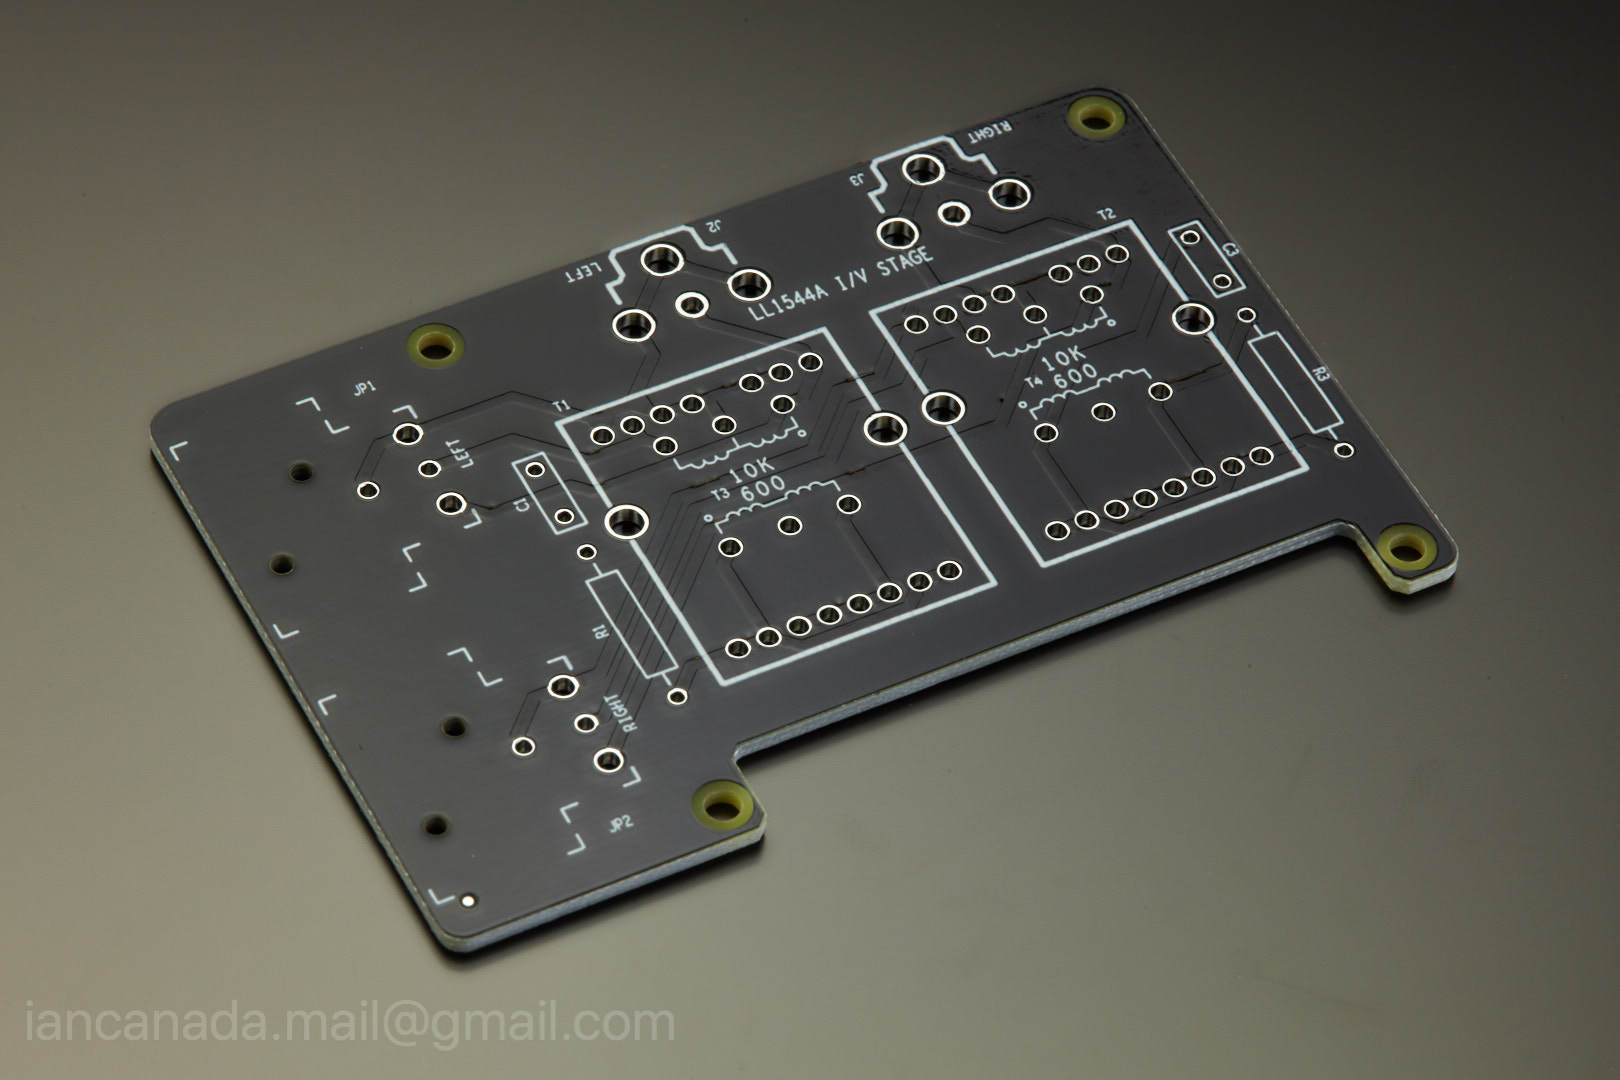 RIGHT
J3
T2
J2
LEFT
C3
LL1544A I/V STAGE
10K
600
T4
R3
JP1
T1
LEFT
10K
T3
600
C1
R1
RIGHT
JP2
iancanada.mail@gmail.com